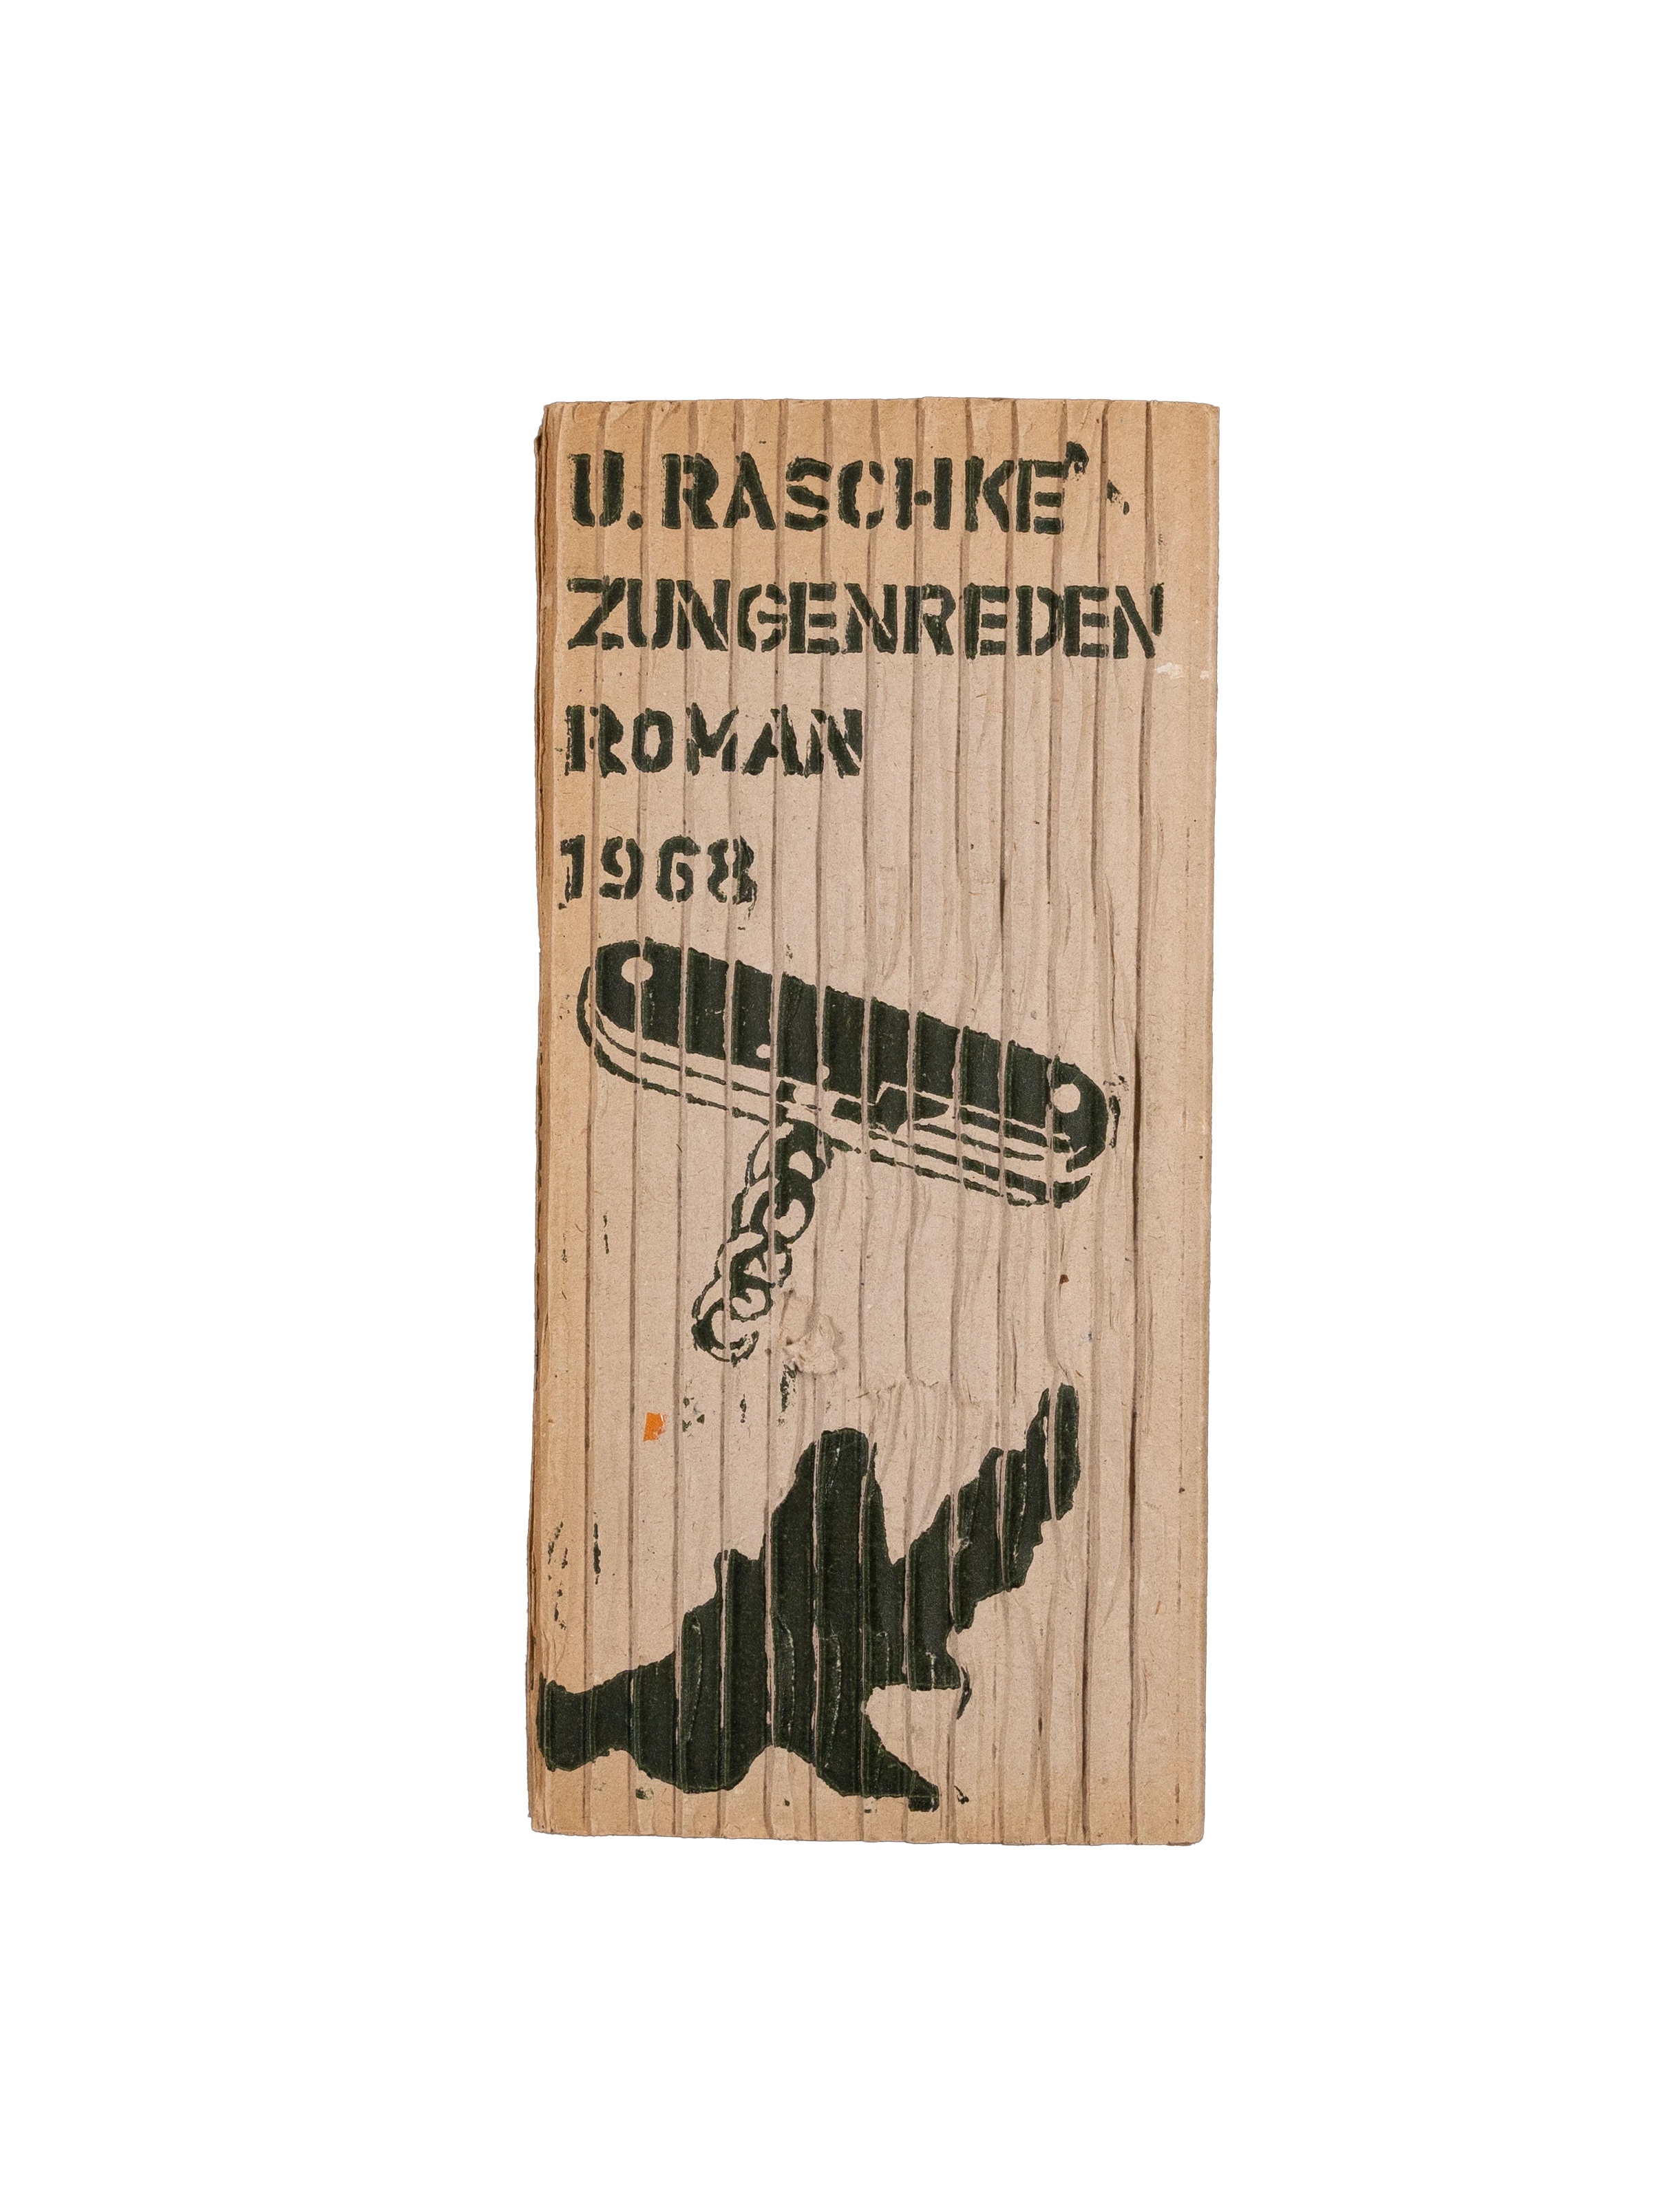 U. RASCHKE
ZUNGENREDEN
ROMAN
1968